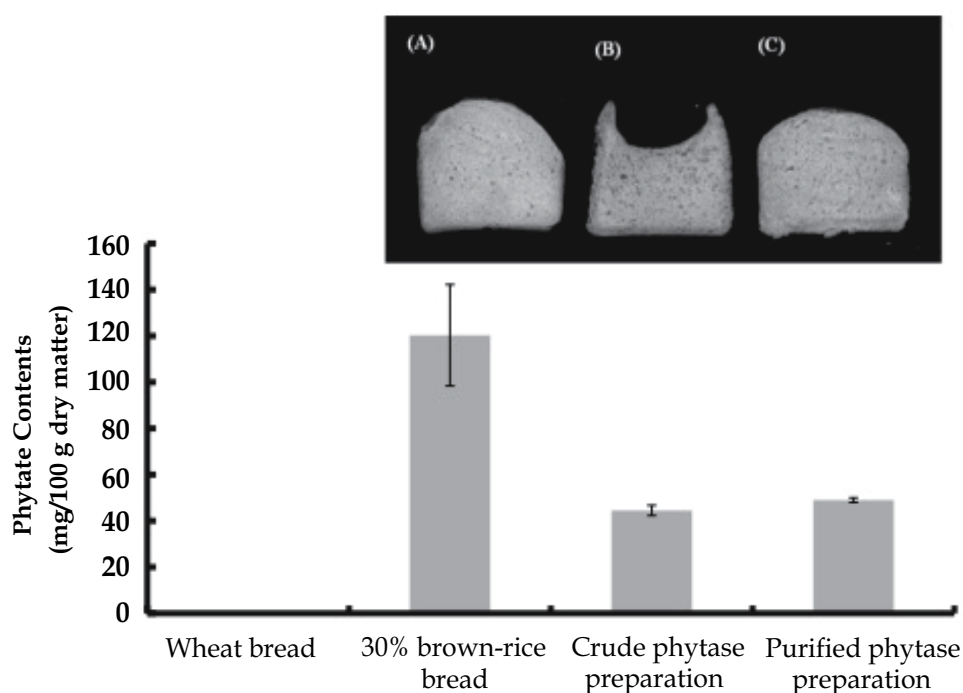 (A)
(B)
(C)
160
140
120
100
80
60
40
20
0
Phytate Contents
(mg/100 g dry matter)
Wheat bread
30% brown-rice
bread
Crude phytase
preparation
Purified phytase
preparation